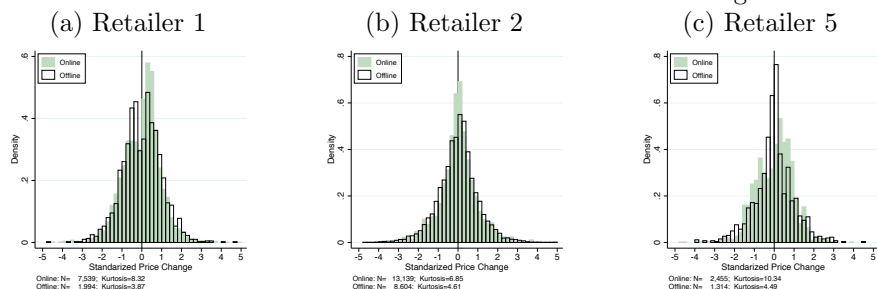 (a) Retailer 1
(b) Retailer 2
(c) Retailer 5
Online
Offline
Density
0 .2 .4 .6
-5 -4 -3 -2 -1 0 1 2 3 4 5
Standarized Price Change
Online: N= 7,539; Kurtosis=8.32
Offline: N= 1,994; Kurtosis=3.87
Online
Offline
Density
0 .2 .4 .6 .8
-5 -4 -3 -2 -1 0 1 2 3 4 5
Standarized Price Change
Online: N= 13,139; Kurtosis=6.85
Offline: N= 8,604; Kurtosis=4.61
Online
Offline
Density
0 .2 .4 .6 .8
-5 -4 -3 -2 -1 0 1 2 3 4 5
Standarized Price Change
Online: N= 2,455; Kurtosis=10.34
Offline: N= 1,314; Kurtosis=4.49